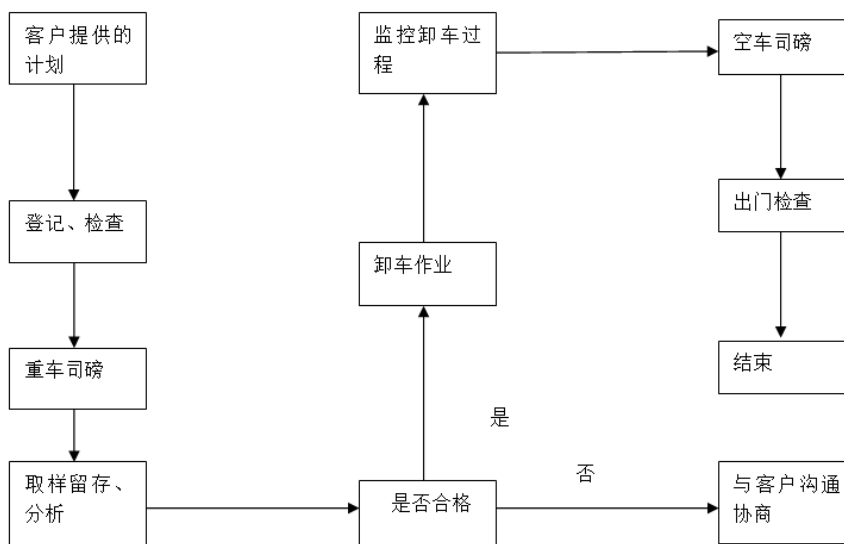 客户提供的
计划
登记、检查
重车司磅
取样留存、
分析
是否合格
是
否
卸车作业
监控卸车过
程
空车司磅
出门检查
结束
与客户沟通
协商